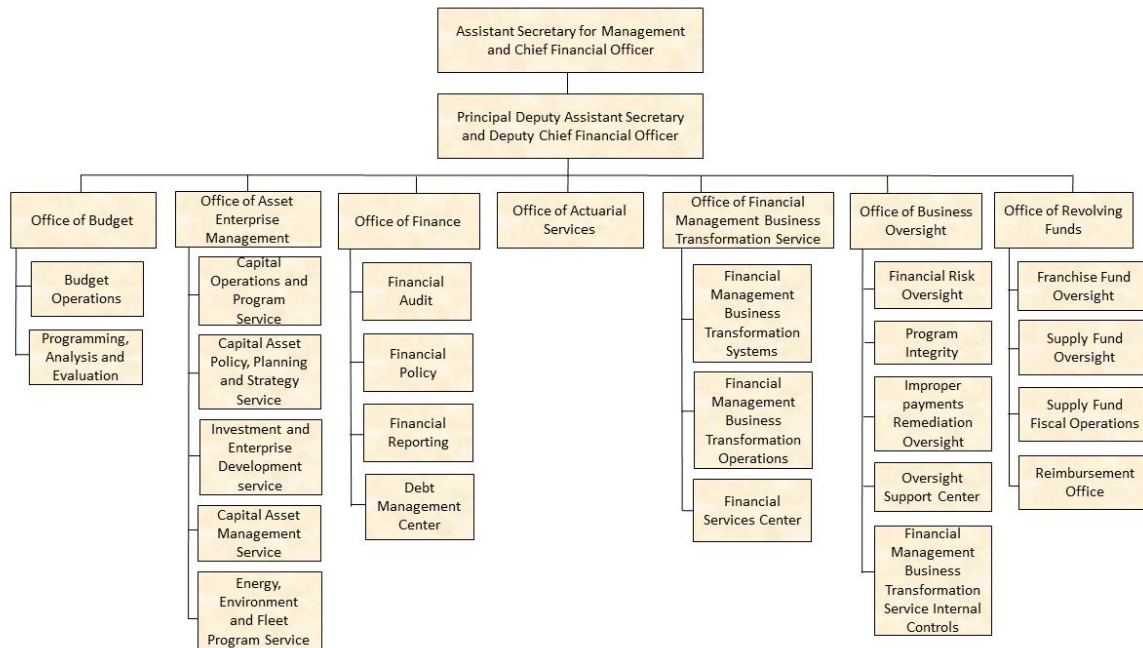 Assistant Secretary for Management
and Chief Financial Officer
Principal Deputy Assistant Secretary
and Deputy Chief Financial Officer
Office of Budget
Budget
Operations
Programming,
Analysis and
Evaluation
Office of Asset
Enterprise
Management
Capital
Operations and
Program
Service
Capital Asset
Policy, Planning
and Strategy
Service
Investment and
Enterprise
Development
service
Capital Asset
Management
Service
Energy,
Environment
and Fleet
Program Service
Office of Finance
Financial
Audit
Financial
Policy
Financial
Reporting
Debt
Management
Center
Office of Actuarial
Services
Office of Financial
Management Business
Transformation Service
Financial
Management
Business
Transformation
Systems
Financial
Management
Business
Transformation
Operations
Financial
Services Center
Office of Business
Oversight
Financial Risk
Oversight
Program
Integrity
Improper
payments
Remediation
Oversight
Oversight
Support Center
Financial
Management
Business
Transformation
Service Internal
Controls
Office of Revolving
Funds
Franchise Fund
Oversight
Supply Fund
Oversight
Supply Fund
Fiscal Operations
Reimbursement
Office